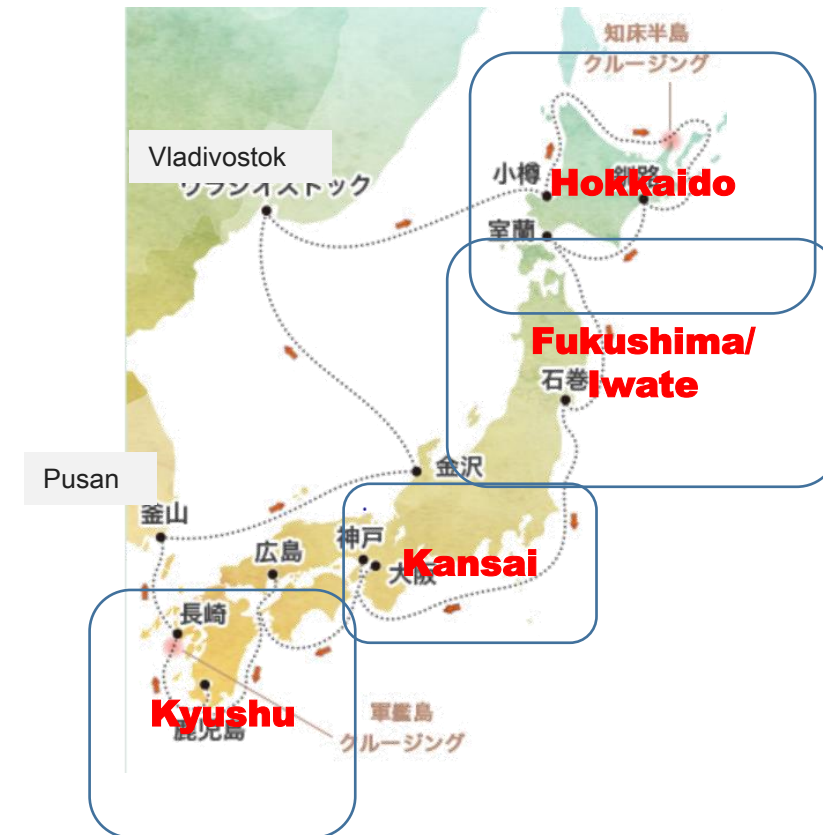 知床半島
クルージング
Vladivostok
ウラジオストック
小樽
釧路
Hokkaido
室蘭
Fukushima/
Iwate
石巻
金沢
Pusan
釜山
神戸
広島
Kansai
大阪
長崎
Kyushu
鹿児島
軍艦島
クルージング